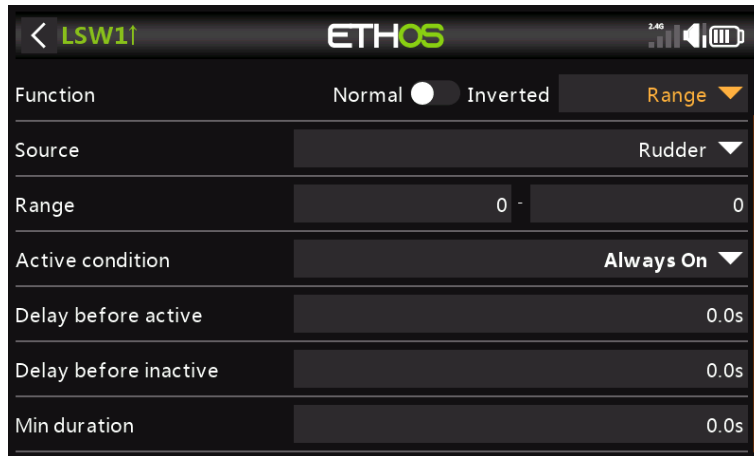 LSW1↑ ETHOS 2.4G
Function Normal Inverted Range
Source Rudder
Range 0 - 0
Active condition Always On
Delay before active 0.0s
Delay before inactive 0.0s
Min duration 0.0s